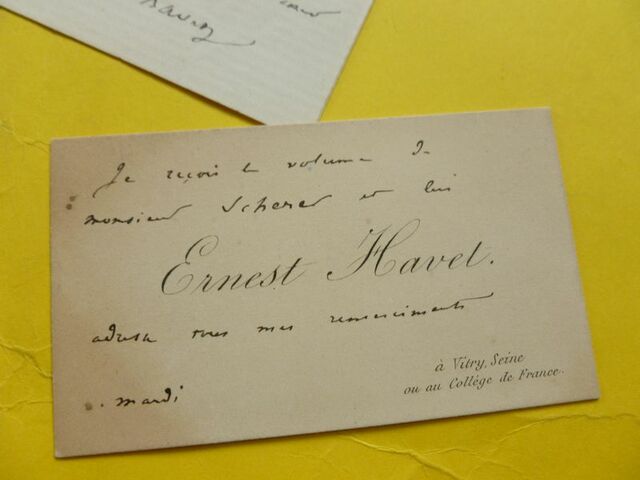 Havet
Je reçois le volume de
monsieur Scherer et lui
Ernest Havet.
adresse tous mes remerciements
mardi
à Vitry, Seine
ou au Collège de France.